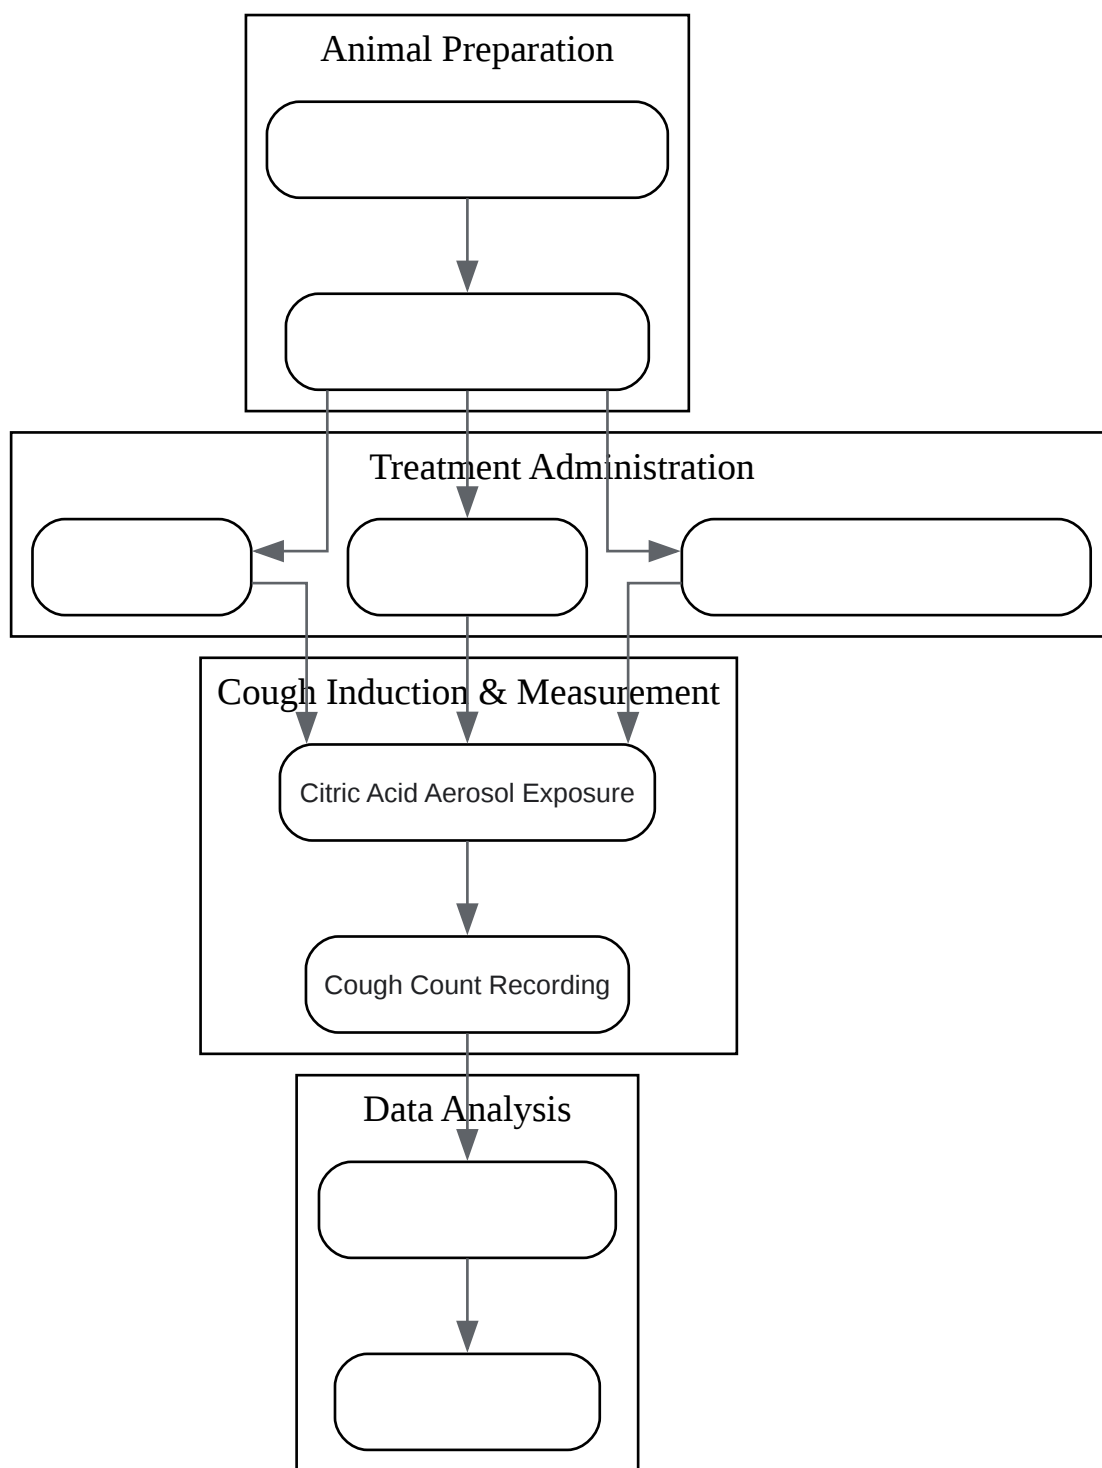 Animal Preparation
Treatment Administration
Cough Induction & Measurement
Citric Acid Aerosol Exposure
Cough Count Recording
Data Analysis